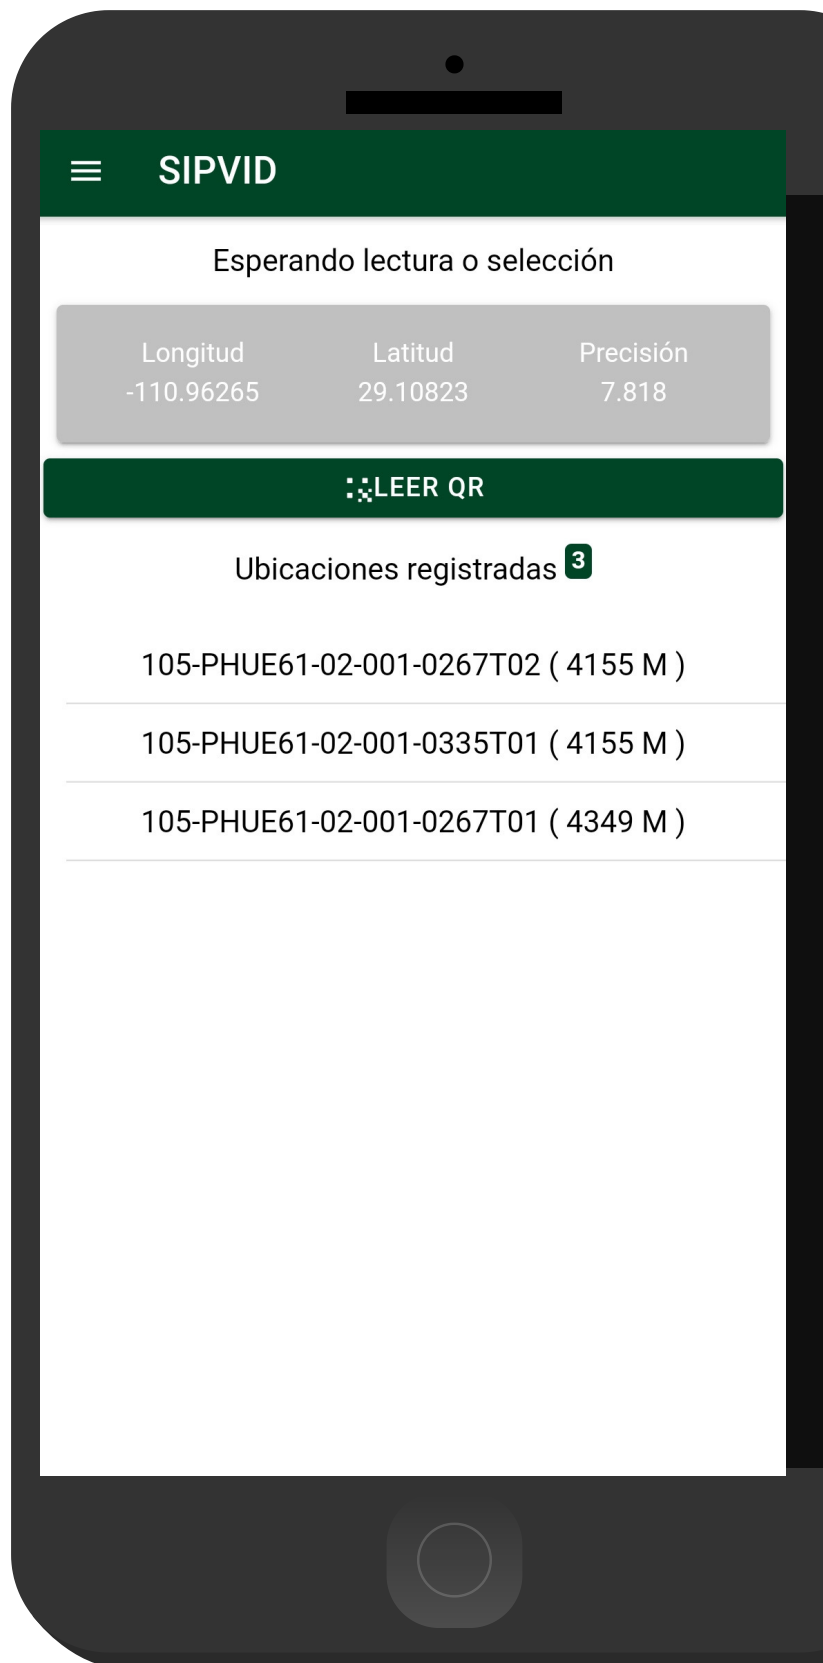 SIPVID
Esperando lectura o selección
Longitud Latitud Precisión
-110.96265 29.10823 7.818
LEER QR
Ubicaciones registradas 3
105-PHUE61-02-001-0267T02 ( 4155 M )
105-PHUE61-02-001-0335T01 ( 4155 M )
105-PHUE61-02-001-0267T01 ( 4349 M )